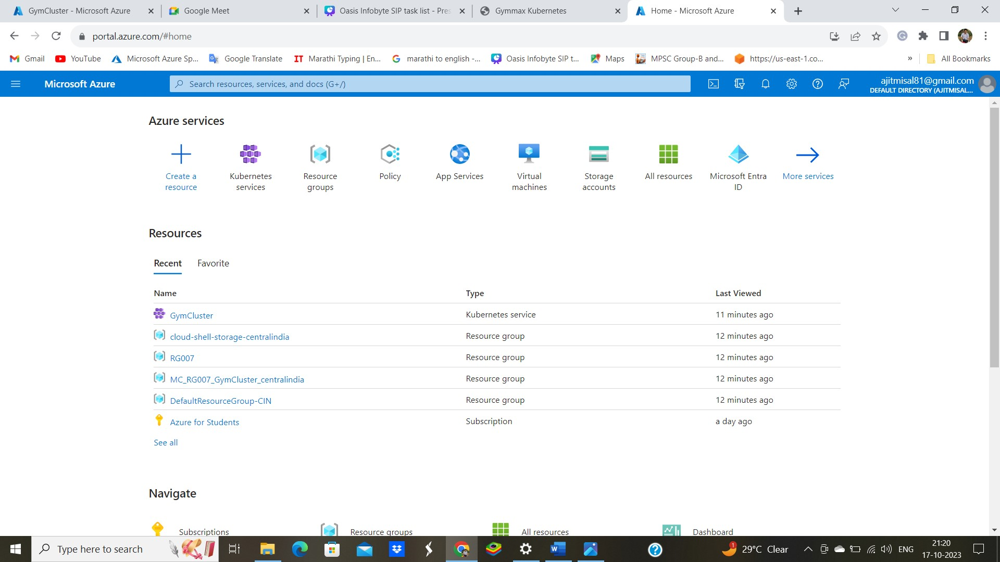 GymCluster - Microsoft Azure
Google Meet
Oasis Infobyte SIP task list - Pres
Gymmax Kubernetes
Home - Microsoft Azure
portal.azure.com/#home
Gmail
YouTube
Microsoft Azure Sp...
Google Translate
IT Marathi Typing | En...
marathi to english -...
Oasis Infobyte SIP t...
Maps
MPSC Group-B and...
https://us-east-1.co...
»
All Bookmarks
Microsoft Azure
Search resources, services, and docs (G+/)
ajitmisal81@gmail.com
DEFAULT DIRECTORY (AJITMISAL...
Azure services
Create a
resource
Kubernetes
services
Resource
groups
Policy
App Services
Virtual
machines
Storage
accounts
All resources
Microsoft Entra
ID
More services
Resources
Recent Favorite
Name Type Last Viewed
GymCluster Kubernetes service 11 minutes ago
cloud-shell-storage-centralindia Resource group 12 minutes ago
RG007 Resource group 12 minutes ago
MC_RG007_GymCluster_centralindia Resource group 12 minutes ago
DefaultResourceGroup-CIN Resource group 12 minutes ago
Azure for Students Subscription a day ago
See all
Navigate
Subscriptions Resource groups All resources Dashboard
Type here to search
1
29°C Clear
ENG
21:20
17-10-2023